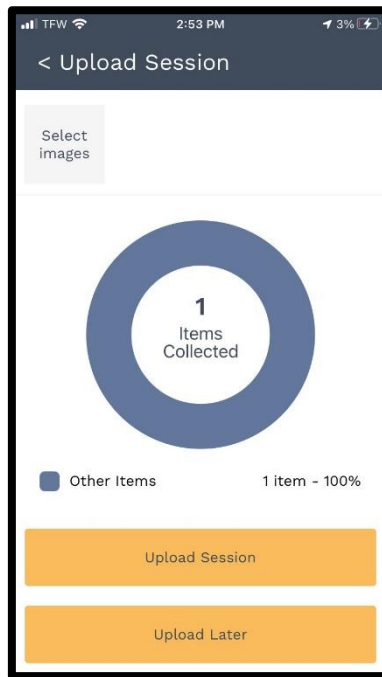 TFW 2:53 PM 3%
< Upload Session
Select
images
1
Items
Collected
Other Items 1 item - 100%
Upload Session
Upload Later